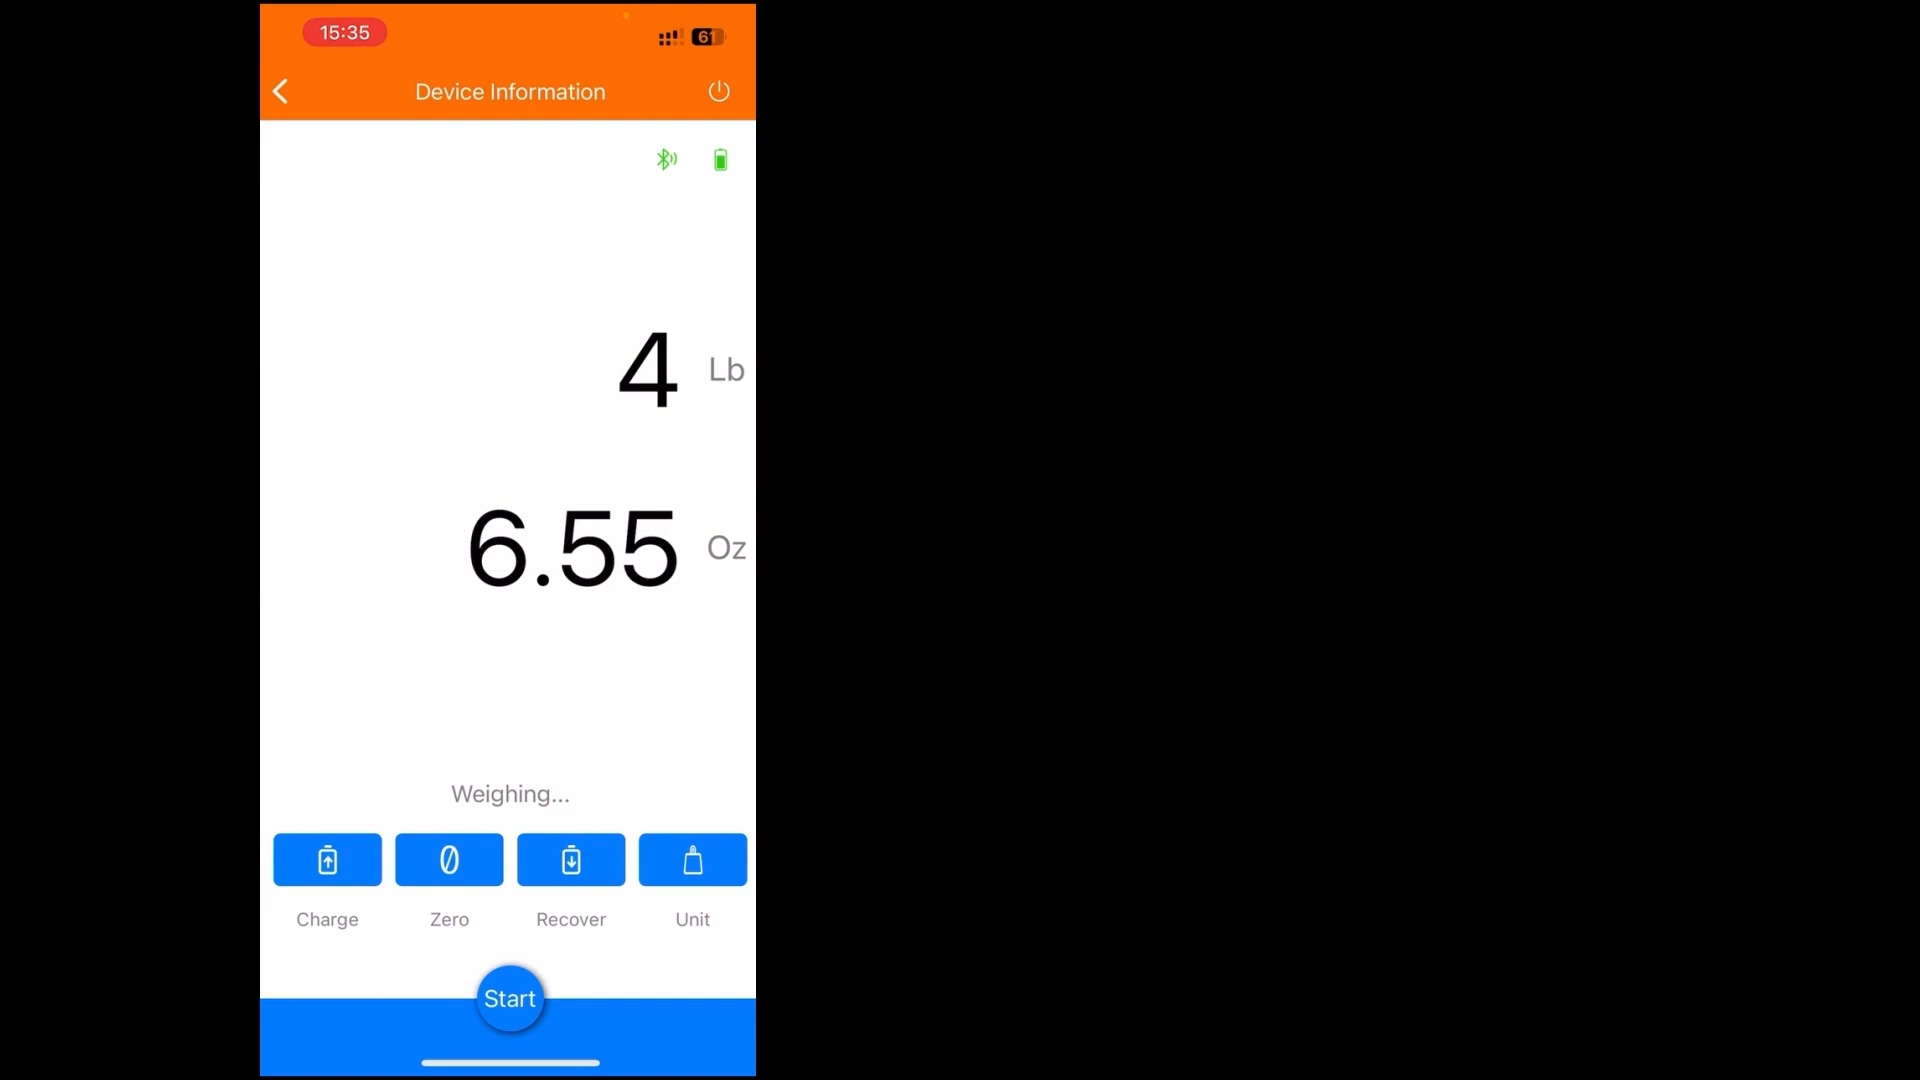 15:35
61
Device Information
4 Lb
6.55 Oz
Weighing...
Charge Zero Recover Unit
Start